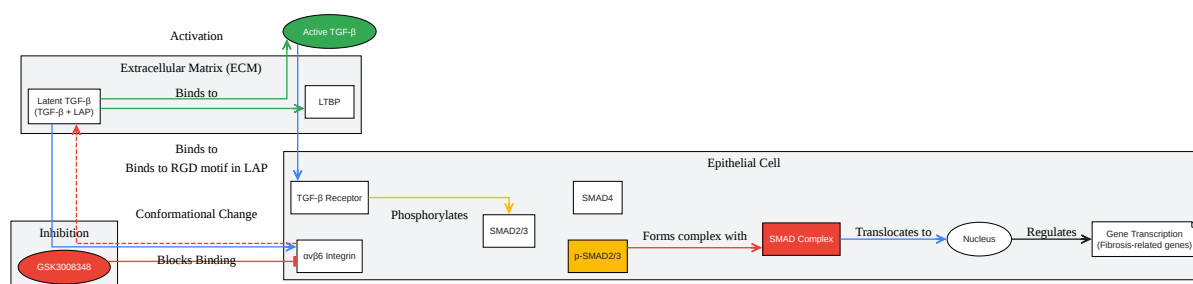 Activation
Active TGF-β
Extracellular Matrix (ECM)
Latent TGF-β
(TGF-β + LAP)
Binds to
LTBP
Binds to
Binds to RGD motif in LAP
Epithelial Cell
TGF-β Receptor
Phosphorylates
SMAD2/3
SMAD4
Conformational Change
Inhibition
GSK3008348
Blocks Binding
αvβ6 Integrin
p-SMAD2/3
Forms complex with
SMAD Complex
Translocates to
Nucleus
Regulates
Gene Transcription
(Fibrosis-related genes)